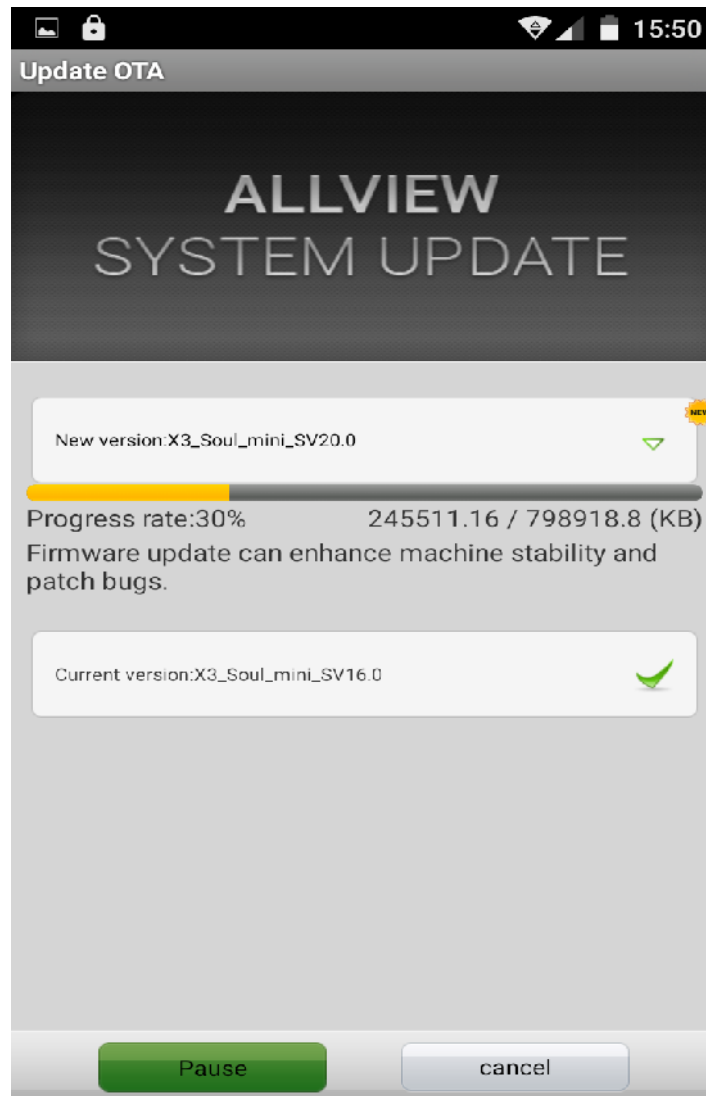 15:50
Update OTA
ALLVIEW
SYSTEM UPDATE
NEW
New version:X3_Soul_mini_SV20.0
Progress rate:30% 245511.16 / 798918.8 (KB)
Firmware update can enhance machine stability and
patch bugs.
Current version:X3_Soul_mini_SV16.0
Pause cancel